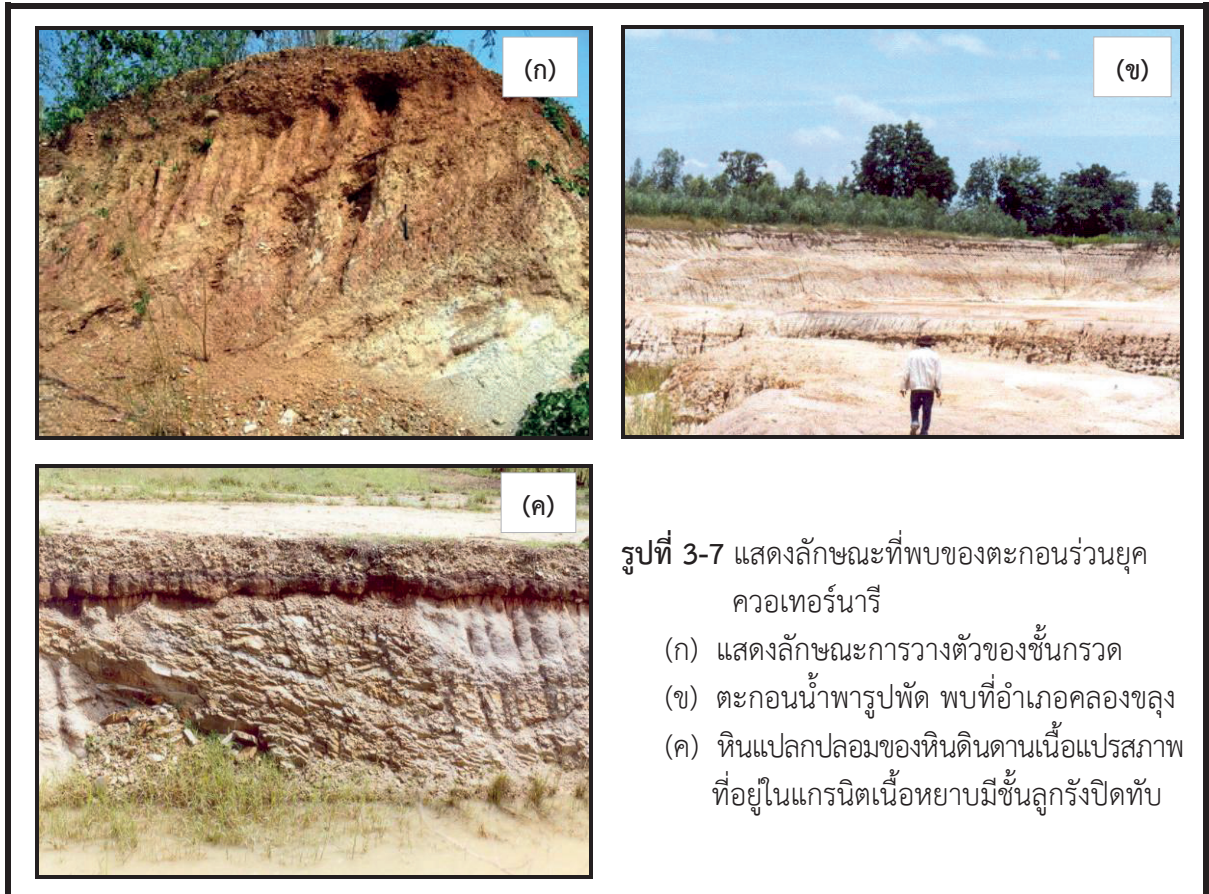 (ก)
(ข)
(ค)
รูปที่ 3-7 แสดงลักษณะที่พบของตะกอนร่วนยุค
ควอเทอร์นารี
(ก) แสดงลักษณะการวางตัวของชั้นกรวด
(ข) ตะกอนน้ำพารูปพัด พบที่อำเภอคลองขลุง
(ค) หินแปลกปลอมของหินดินดานเนื้อแปรสภาพ
ที่อยู่ในแกรนิตเนื้อหยาบมีชั้นลูกรังปิดทับ